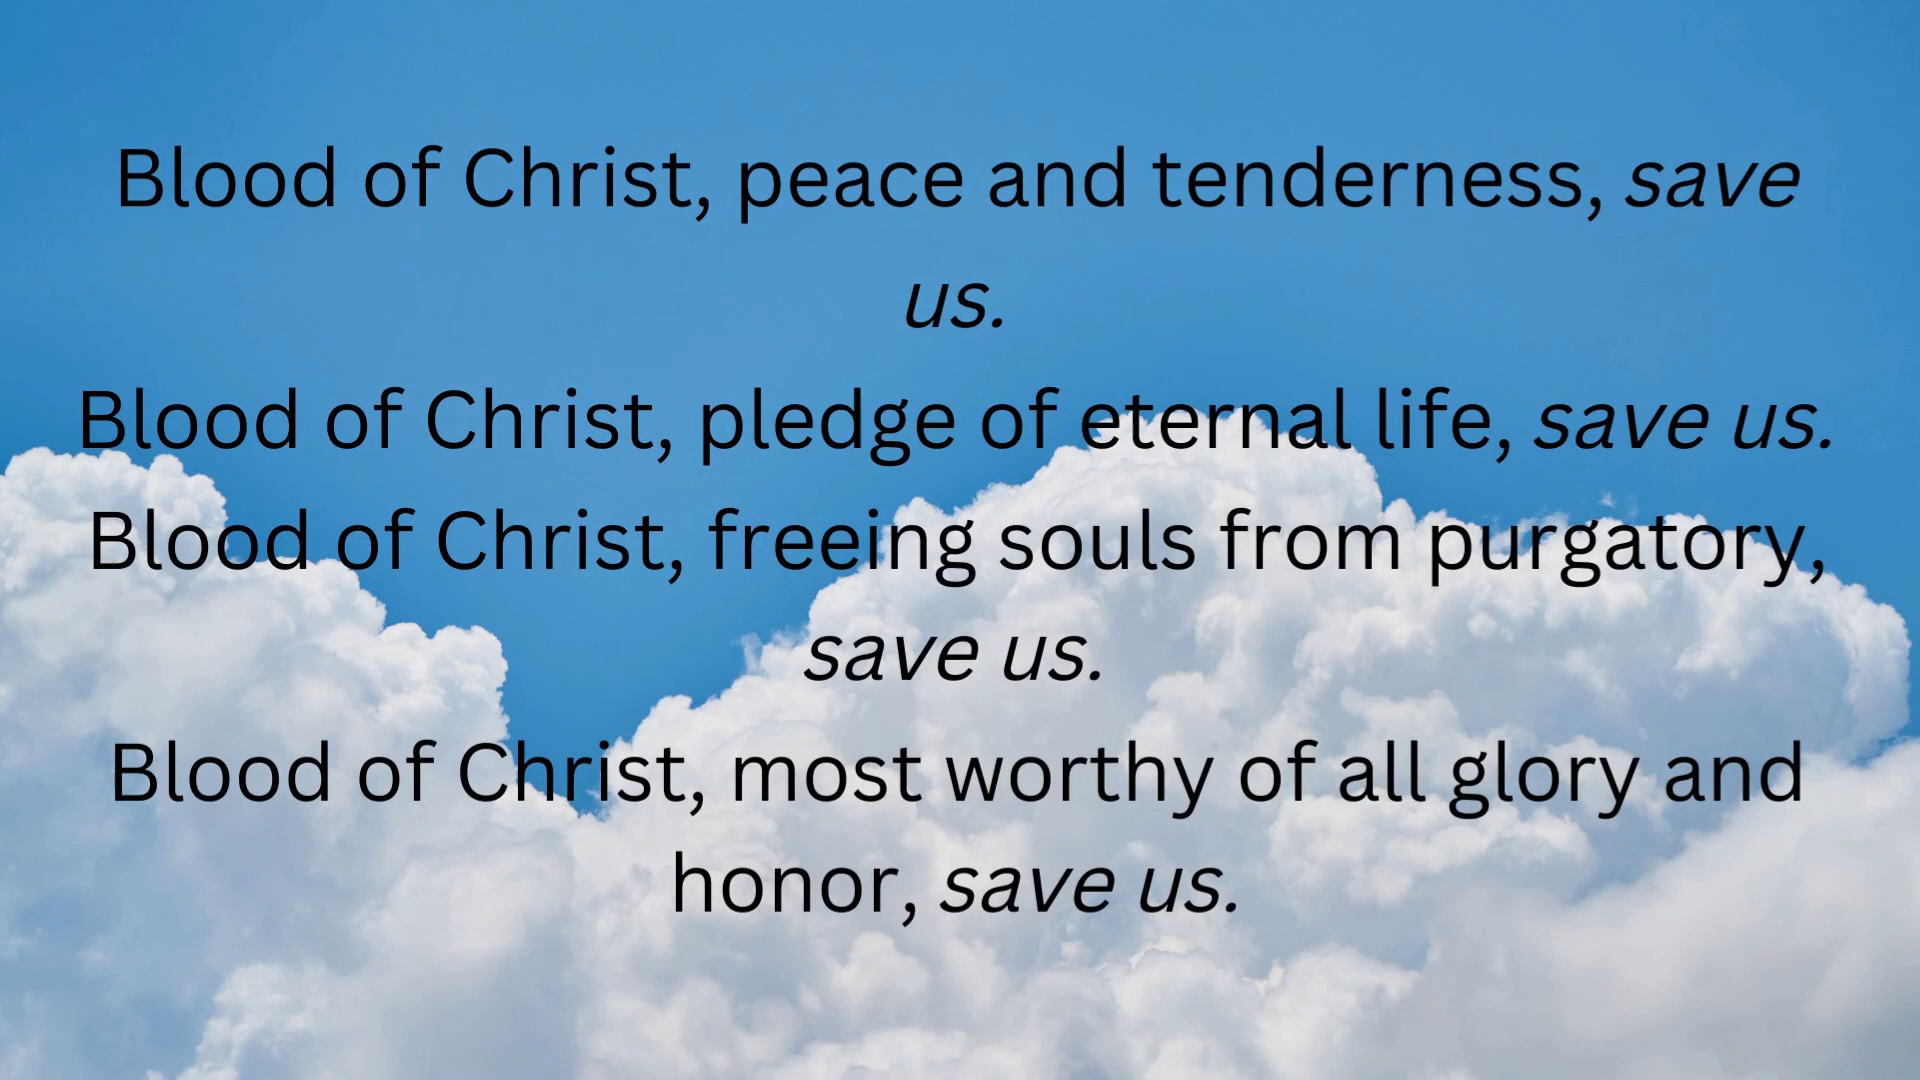 Blood of Christ, peace and tenderness, save
us.
Blood of Christ, pledge of eternal life, save us.
Blood of Christ, freeing souls from purgatory,
save us.
Blood of Christ, most worthy of all glory and
honor, save us.